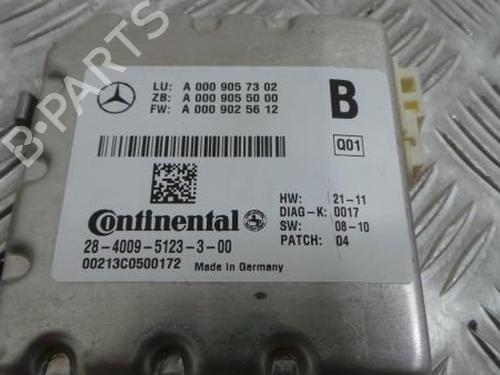 LU: A 000 905 73 02
ZB: A 000 905 50 00
FW: A 000 902 56 12
B
Q01
Continental
28-4009-5123-3-00
00213C0500172 Made in Germany
HW: 21-11
DIAG-K: 0017
SW: 08-10
PATCH: 04
B-PARTS